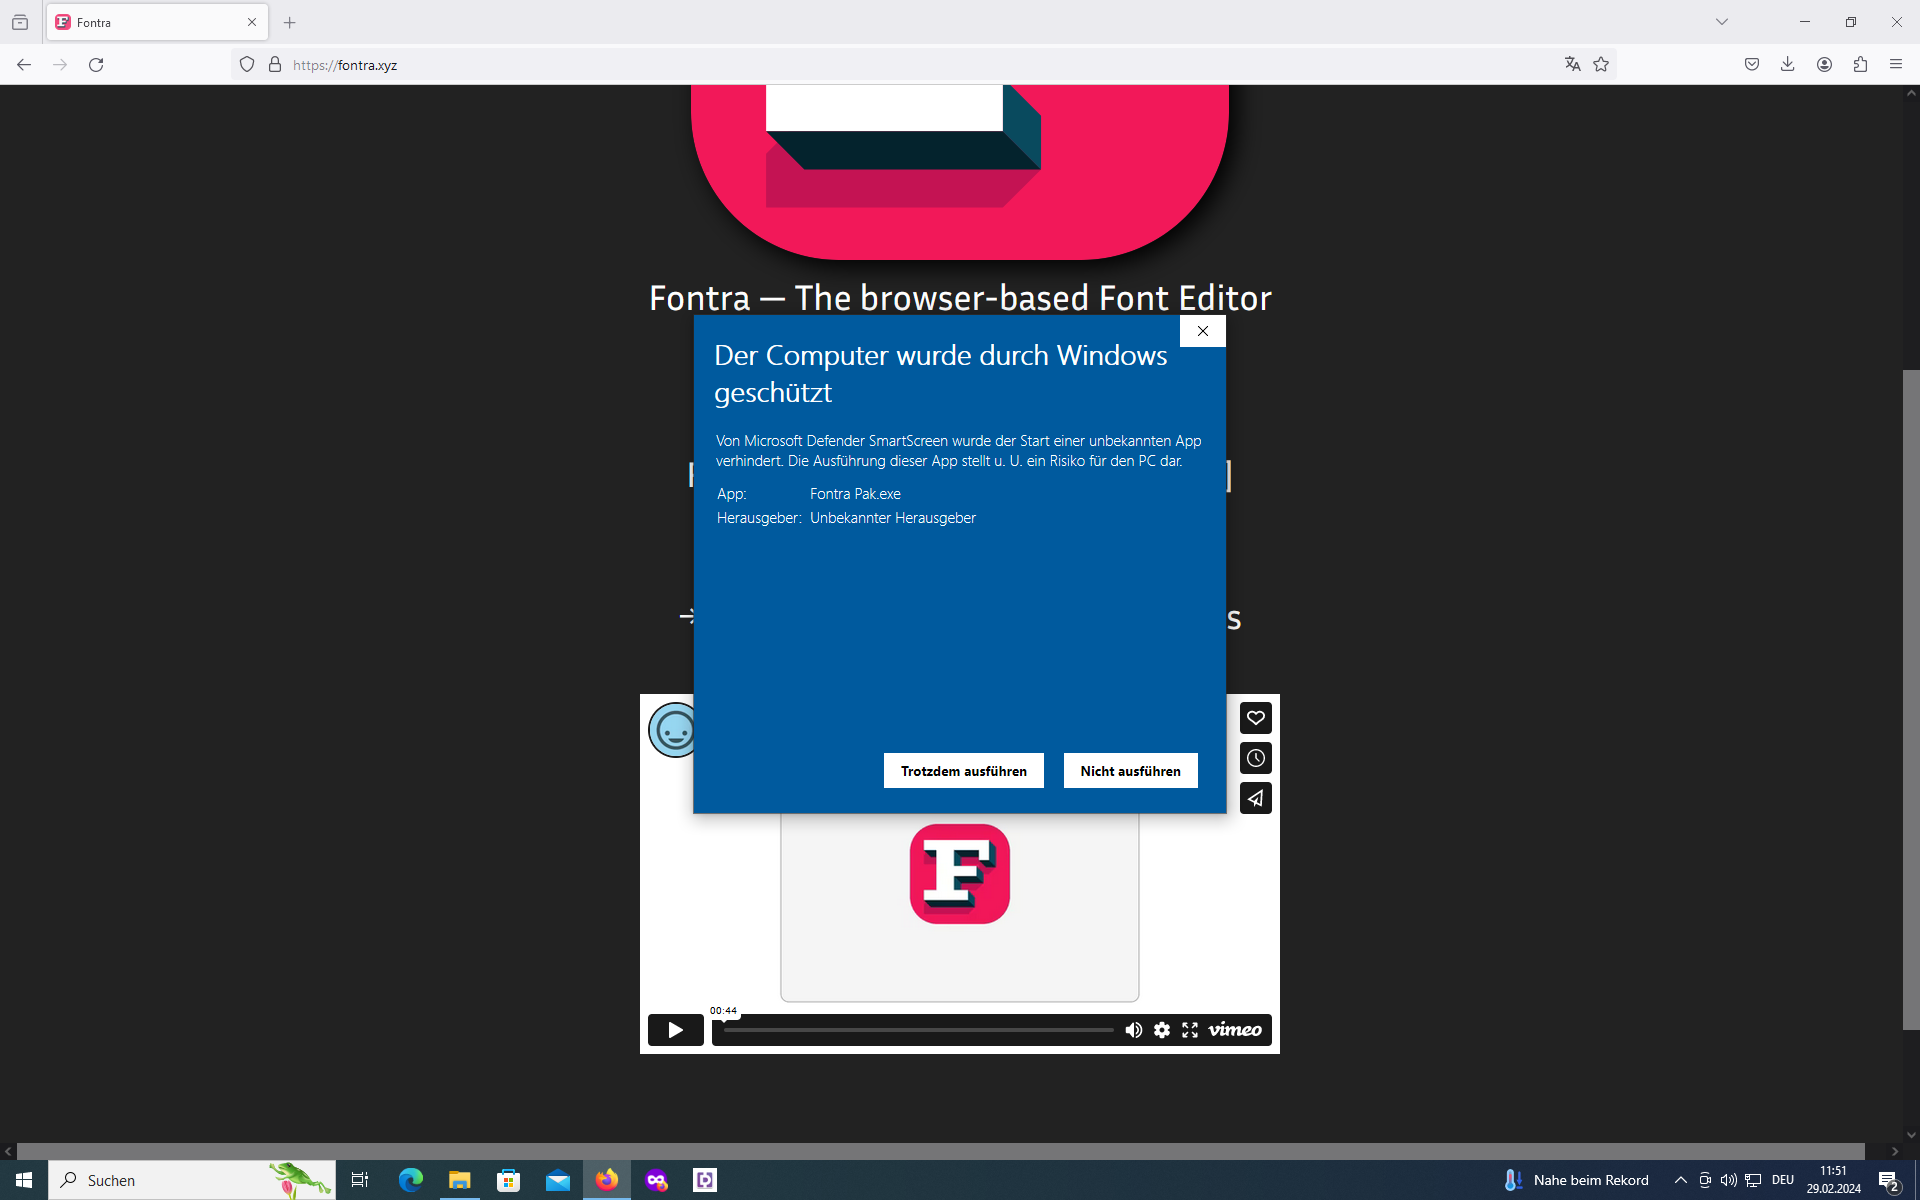 Fontra
https://fontra.xyz
Fontra — The browser-based Font Editor
Der Computer wurde durch Windows
geschützt
Von Microsoft Defender SmartScreen wurde der Start einer unbekannten App
verhindert. Die Ausführung dieser App stellt u. U. ein Risiko für den PC dar.
App: Fontra Pak.exe
Herausgeber: Unbekannter Herausgeber
]
→ s
Trotzdem ausführen Nicht ausführen
F
00:44
vimeo
Suchen
Nahe beim Rekord
DEU
11:51
29.02.2024
2